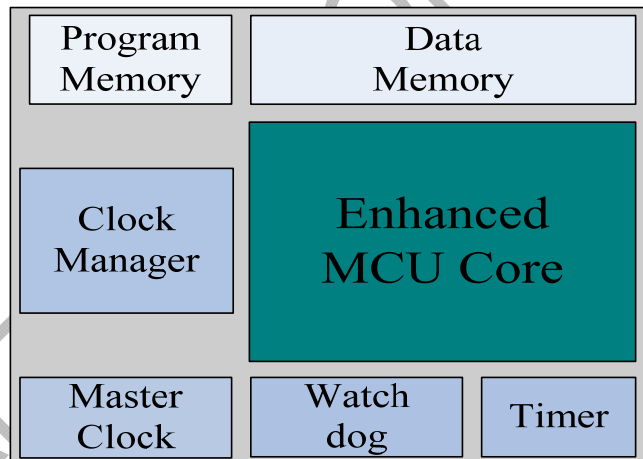 Program
Memory
Data
Memory
Clock
Manager
Enhanced
MCU Core
Master
Clock
Watch
dog
Timer